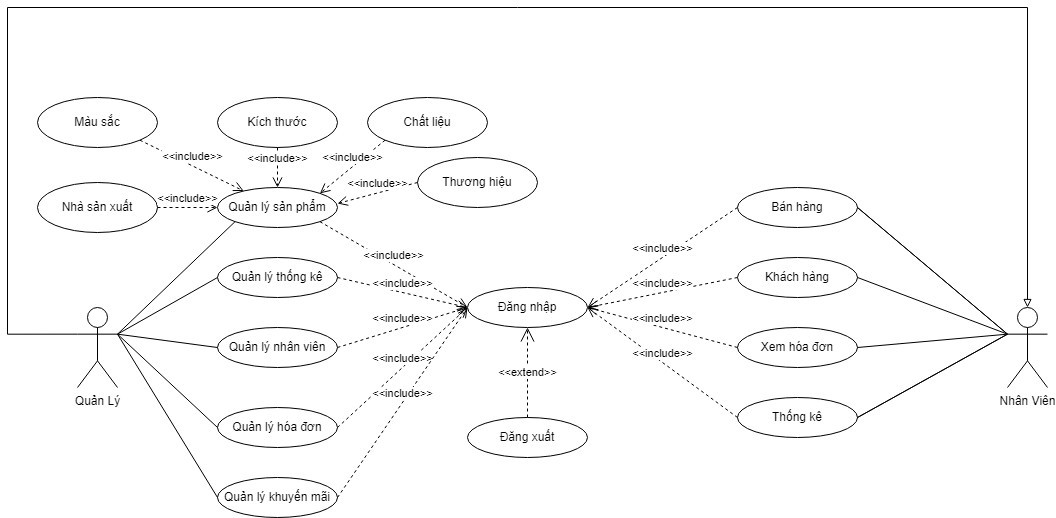 Màu sắc
Kích thước
Chất liệu
<<include>>
<<include>>
<<include>>
Nhà sản xuất
<<include>>
<<include>>
Thương hiệu
Quản lý sản phẩm
Bán hàng
<<include>>
<<include>>
Quản lý thống kê
<<include>>
<<include>>
Khách hàng
Đăng nhập
<<include>>
<<include>>
Quản lý nhân viên
Xem hóa đơn
<<include>>
<<include>>
<<extend>>
<<include>>
Quản Lý
Nhân Viên
Thống kê
Quản lý hóa đơn
Đăng xuất
Quản lý khuyến mãi